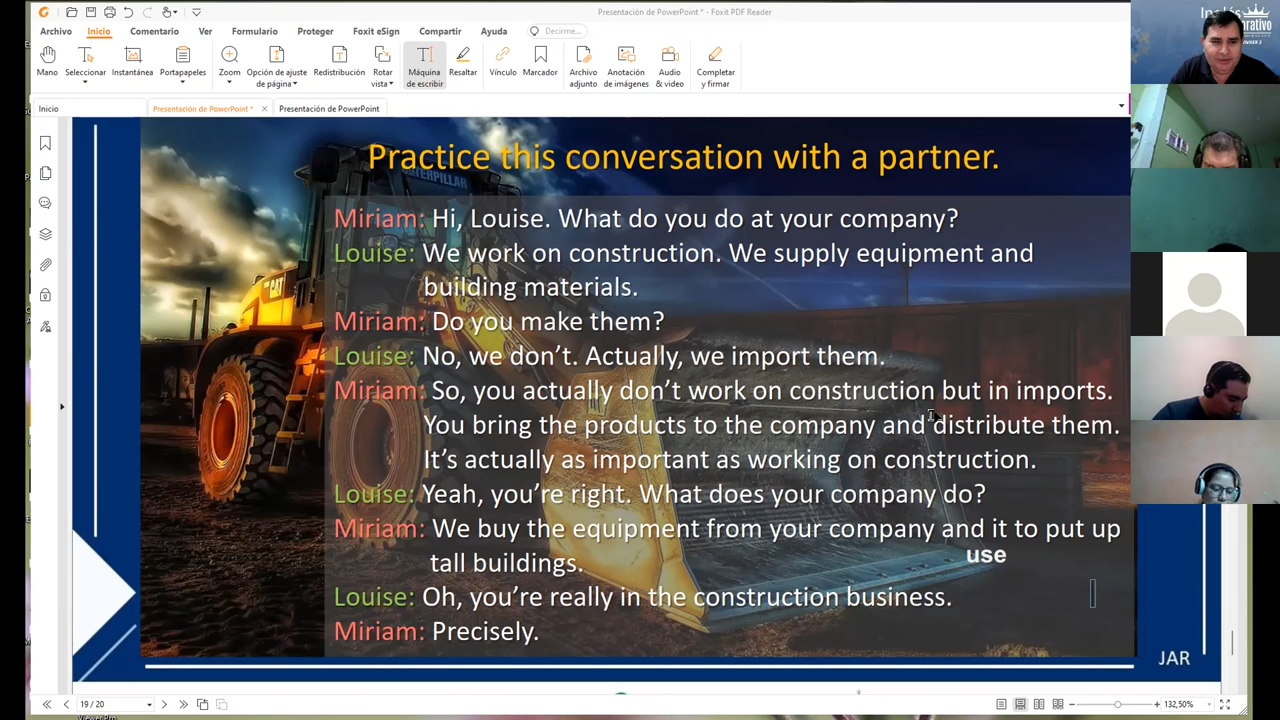 Presentación de PowerPoint * - Foxit PDF Reader
Archivo Inicio Comentario Ver Formulario Proteger Foxit eSign Compartir Ayuda Decirme...
Mano Seleccionar Instantánea Portapapeles Zoom Opción de ajuste de página Redistribución Rotar vista Máquina de escribir Resaltar Vínculo Marcador Archivo adjunto Anotación de imágenes Audio & video Completar y firmar
Inicio Presentación de PowerPoint * Presentación de PowerPoint
CATERPILLAR
CAT
Practice this conversation with a partner.
Miriam: Hi, Louise. What do you do at your company?
Louise: We work on construction. We supply equipment and
building materials.
Miriam: Do you make them?
Louise: No, we don't. Actually, we import them.
Miriam: So, you actually don't work on construction but in imports.
You bring the products to the company and distribute them.
It's actually as important as working on construction.
Louise: Yeah, you're right. What does your company do?
Miriam: We buy the equipment from your company and it to put up
use
tall buildings.
Louise: Oh, you're really in the construction business.
Miriam: Precisely.
JAR
19 / 20
132,50%